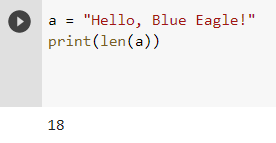 a = "Hello, Blue Eagle!"
print(len(a))
18